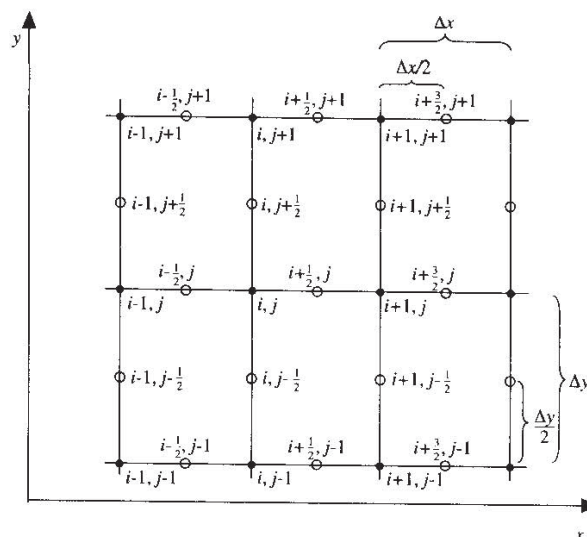 Δx
y
Δx/2
i-1/2, j+1
i+1/2, j+1
i+3/2, j+1
i-1, j+1
i, j+1
i+1, j+1
i-1, j+1/2
i, j+1/2
i+1, j+1/2
i-1/2, j
i+1/2, j
i+3/2, j
i-1, j
i, j
i+1, j
i-1, j-1/2
i, j-1/2
i+1, j-1/2
Δy
Δy/2
i-1/2, j-1
i+1/2, j-1
i+3/2, j-1
i-1, j-1
i, j-1
i+1, j-1